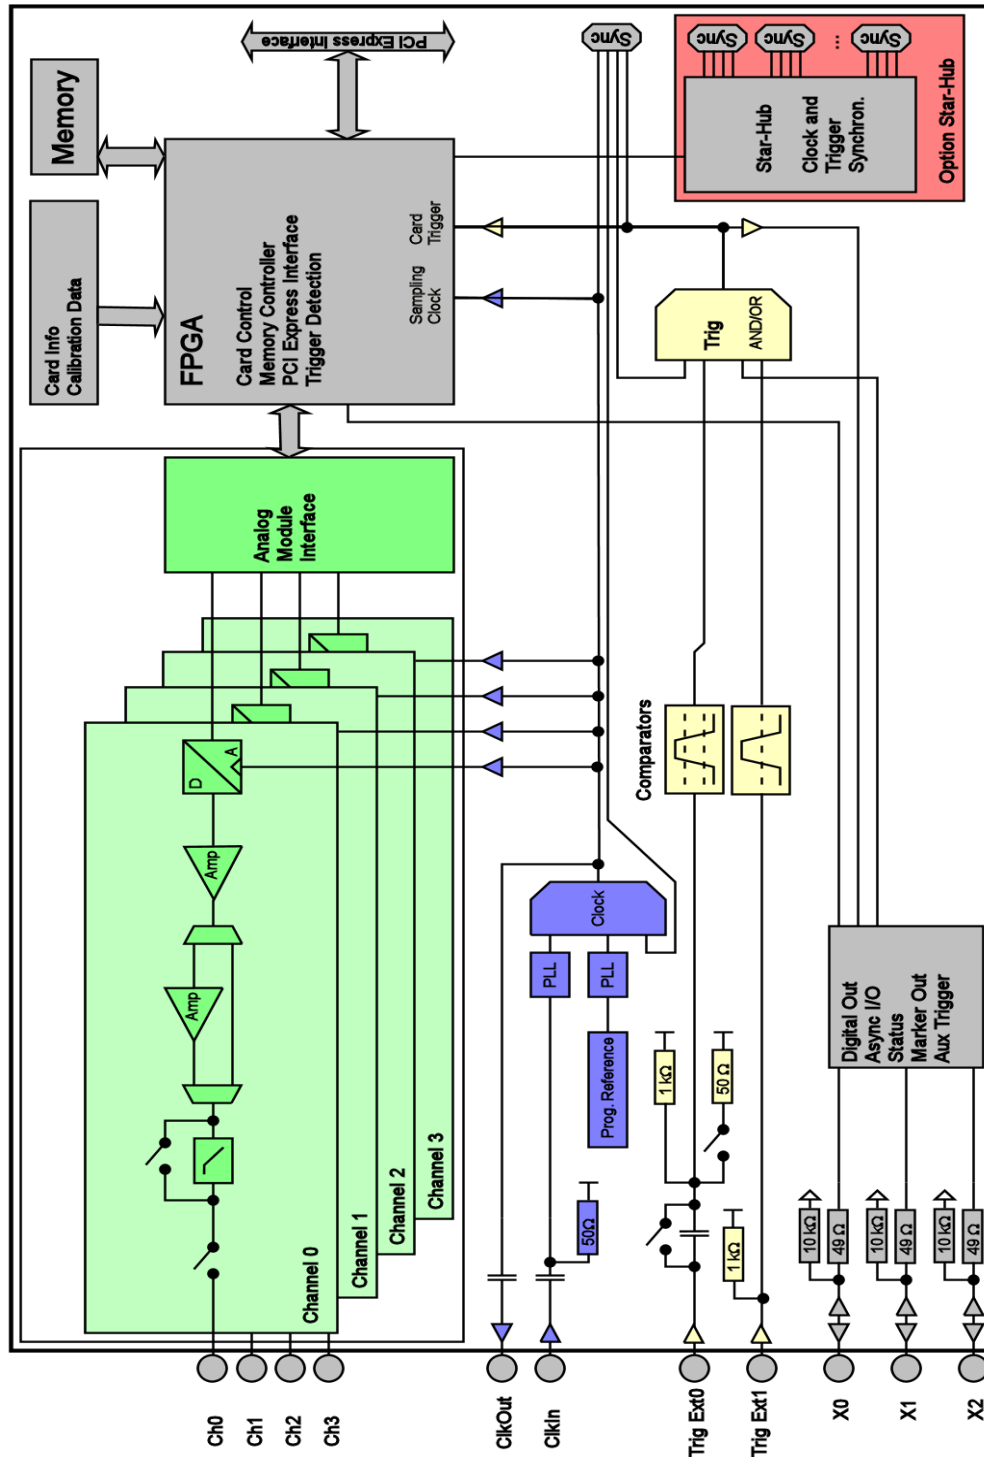 PCI Express Interface
Sync
Sync
Sync
...
Sync
Memory
Card Info
Calibration Data
FPGA
Card Control
Memory Controller
PCI Express Interface
Trigger Detection
Sampling
Clock
Card
Trigger
Star-Hub
Clock and
Trigger
Synchron.
Option Star-Hub
Trig
AND/OR
Analog
Module
Interface
D
A
Amp
Amp
Channel 0
Channel 1
Channel 2
Channel 3
Comparators
Clock
PLL
PLL
Prog. Reference
50Ω
1 kΩ
50 Ω
1 kΩ
Digital Out
Async I/O
Status
Marker Out
Aux Trigger
10 kΩ
49 Ω
10 kΩ
49 Ω
10 kΩ
49 Ω
Ch0
Ch1
Ch2
Ch3
ClkOut
ClkIn
Trig Ext0
Trig Ext1
X0
X1
X2